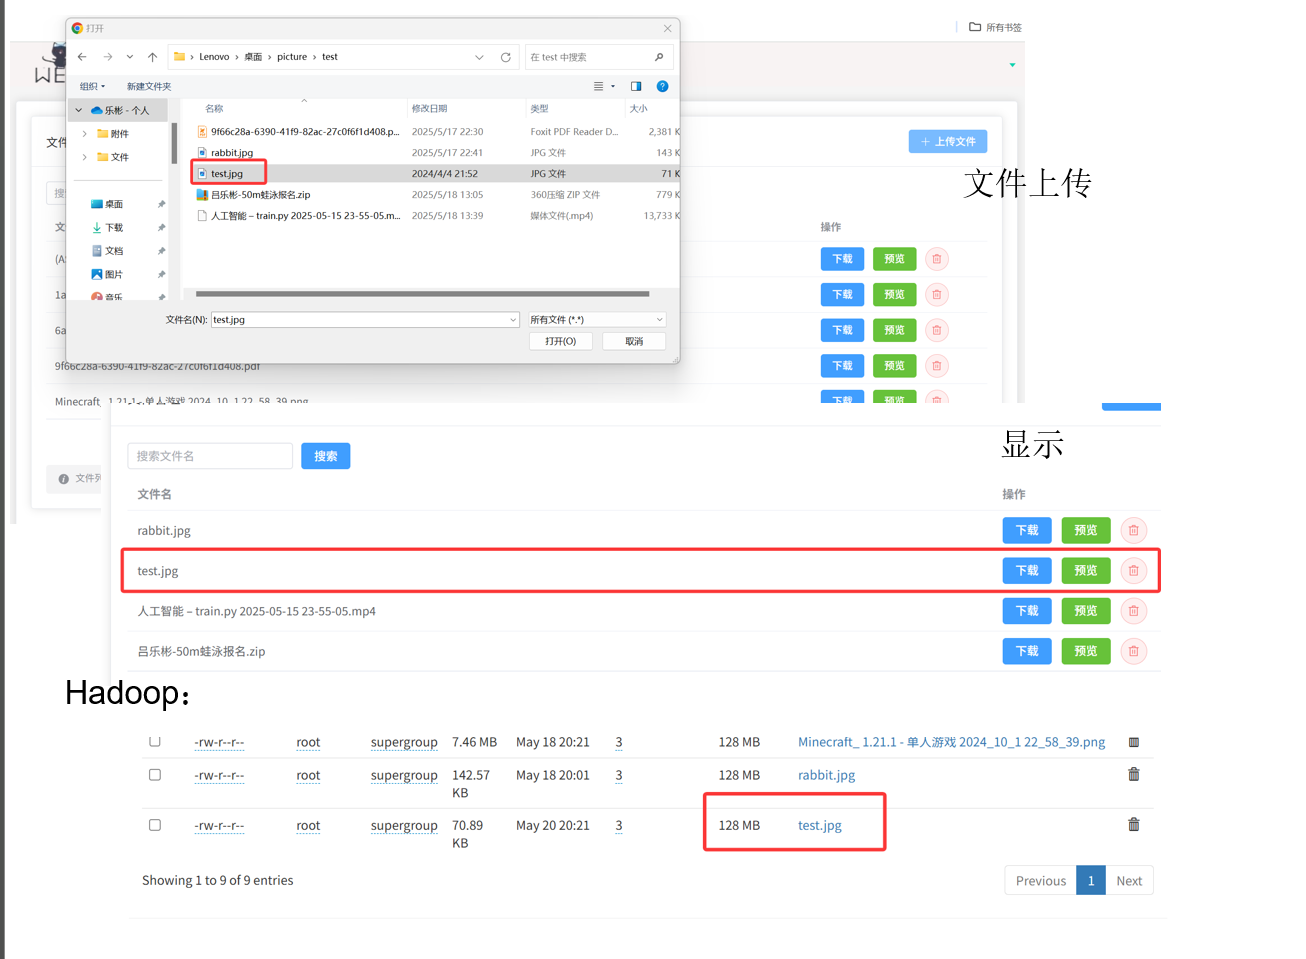 打开
所有书签
WE
Lenovo › 桌面 › picture › test
在 test 中搜索
组织
新建文件夹
乐彬 - 个人
附件
文件
桌面
下载
文档
图片
音乐
名称 修改日期 类型 大小
9f66c28a-6390-41f9-82ac-27c0f6f1d408.p... 2025/5/17 22:30 Foxit PDF Reader D... 2,381 K
rabbit.jpg 2025/5/17 22:41 JPG 文件 143 K
test.jpg 2024/4/4 21:52 JPG 文件 71 K
吕乐彬-50m蛙泳报名.zip 2025/5/18 13:05 360压缩 ZIP 文件 779 K
人工智能 – train.py 2025-05-15 23-55-05.m... 2025/5/18 13:39 媒体文件(.mp4) 13,733 K
文件名(N): test.jpg 所有文件 (*.*)
打开(O) 取消
文件
+ 上传文件
文件上传
搜
文
操作
(A
下载 预览
1a
下载 预览
6a
下载 预览
9f66c28a-6390-41f9-82ac-27c0f6f1d408.pdf
下载 预览
Minecraft_ 1.21.1 - 单人游戏 2024_10_1 22_58_39.png
下载 预览
文件列
显示
搜索文件名 搜索
文件名 操作
rabbit.jpg 下载 预览
test.jpg 下载 预览
人工智能 – train.py 2025-05-15 23-55-05.mp4 下载 预览
吕乐彬-50m蛙泳报名.zip 下载 预览
Hadoop：
-rw-r--r-- root supergroup 7.46 MB May 18 20:21 3 128 MB Minecraft_ 1.21.1 - 单人游戏 2024_10_1 22_58_39.png
-rw-r--r-- root supergroup 142.57 KB May 18 20:01 3 128 MB rabbit.jpg
-rw-r--r-- root supergroup 70.89 KB May 20 20:21 3 128 MB test.jpg
Showing 1 to 9 of 9 entries
Previous 1 Next